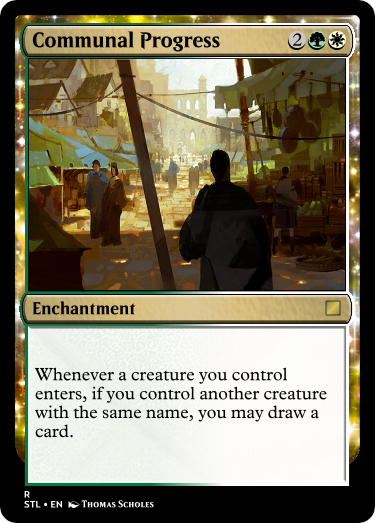 Communal Progress 2
Enchantment
Whenever a creature you control
enters, if you control another creature
with the same name, you may draw a
card.
R
STL • EN Thomas Scholes